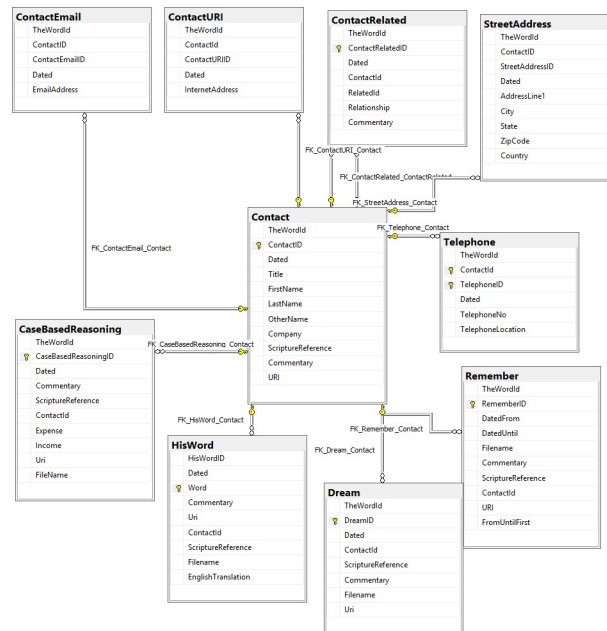 ContactEmail
TheWordId
ContactID
ContactEmailID
Dated
EmailAddress
ContactURI
TheWordId
ContactId
ContactURIID
Dated
InternetAddress
ContactRelated
TheWordId
ContactRelatedID
Dated
ContactId
RelatedId
Relationship
Commentary
StreetAddress
TheWordId
ContactID
StreetAddressID
Dated
AddressLine1
City
State
ZipCode
Country
FK_ContactURI_Contact
FK_ContactRelated_ContactRelated
FK_StreetAddress_Contact
FK_Telephone_Contact
FK_ContactEmail_Contact
Contact
TheWordId
ContactID
Dated
Title
FirstName
LastName
OtherName
Company
ScriptureReference
Commentary
URI
Telephone
TheWordId
ContactId
TelephoneID
Dated
TelephoneNo
TelephoneLocation
CaseBasedReasoning
TheWordId
CaseBasedReasoningID
Dated
Commentary
ScriptureReference
ContactId
Expense
Income
Uri
FileName
FK_CaseBasedReasoning_Contact
Remember
TheWordId
RememberID
DatedFrom
DatedUntil
Filename
Commentary
ScriptureReference
ContactId
URI
FromUntilFirst
FK_HisWord_Contact
FK_Remember_Contact
FK_Dream_Contact
HisWord
HisWordID
Dated
Word
Commentary
Uri
ContactId
ScriptureReference
Filename
EnglishTranslation
Dream
TheWordId
DreamID
Dated
ContactId
ScriptureReference
Commentary
Filename
Uri